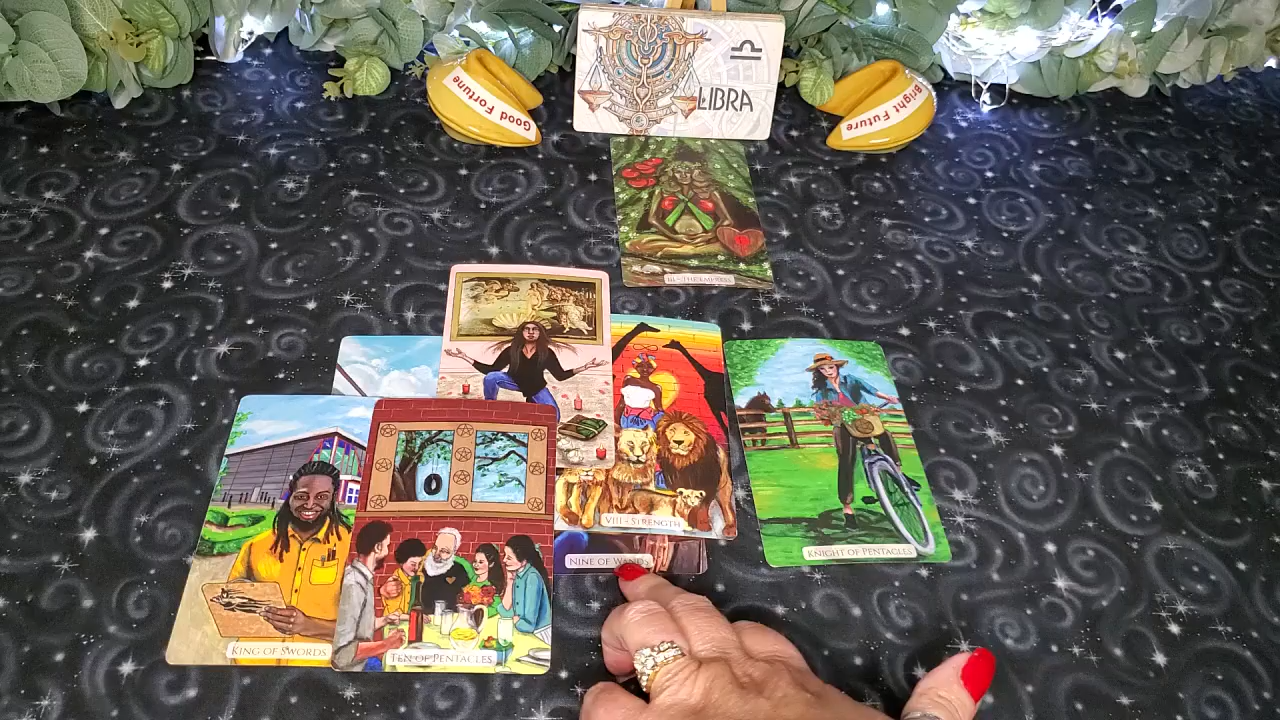 Good Fortune
♎
LIBRA
Bright Future
III - THE EMPRESS
VIII - STRENGTH
NINE OF WANDS
KNIGHT OF PENTACLES
KING OF SWORDS
TEN OF PENTACLES